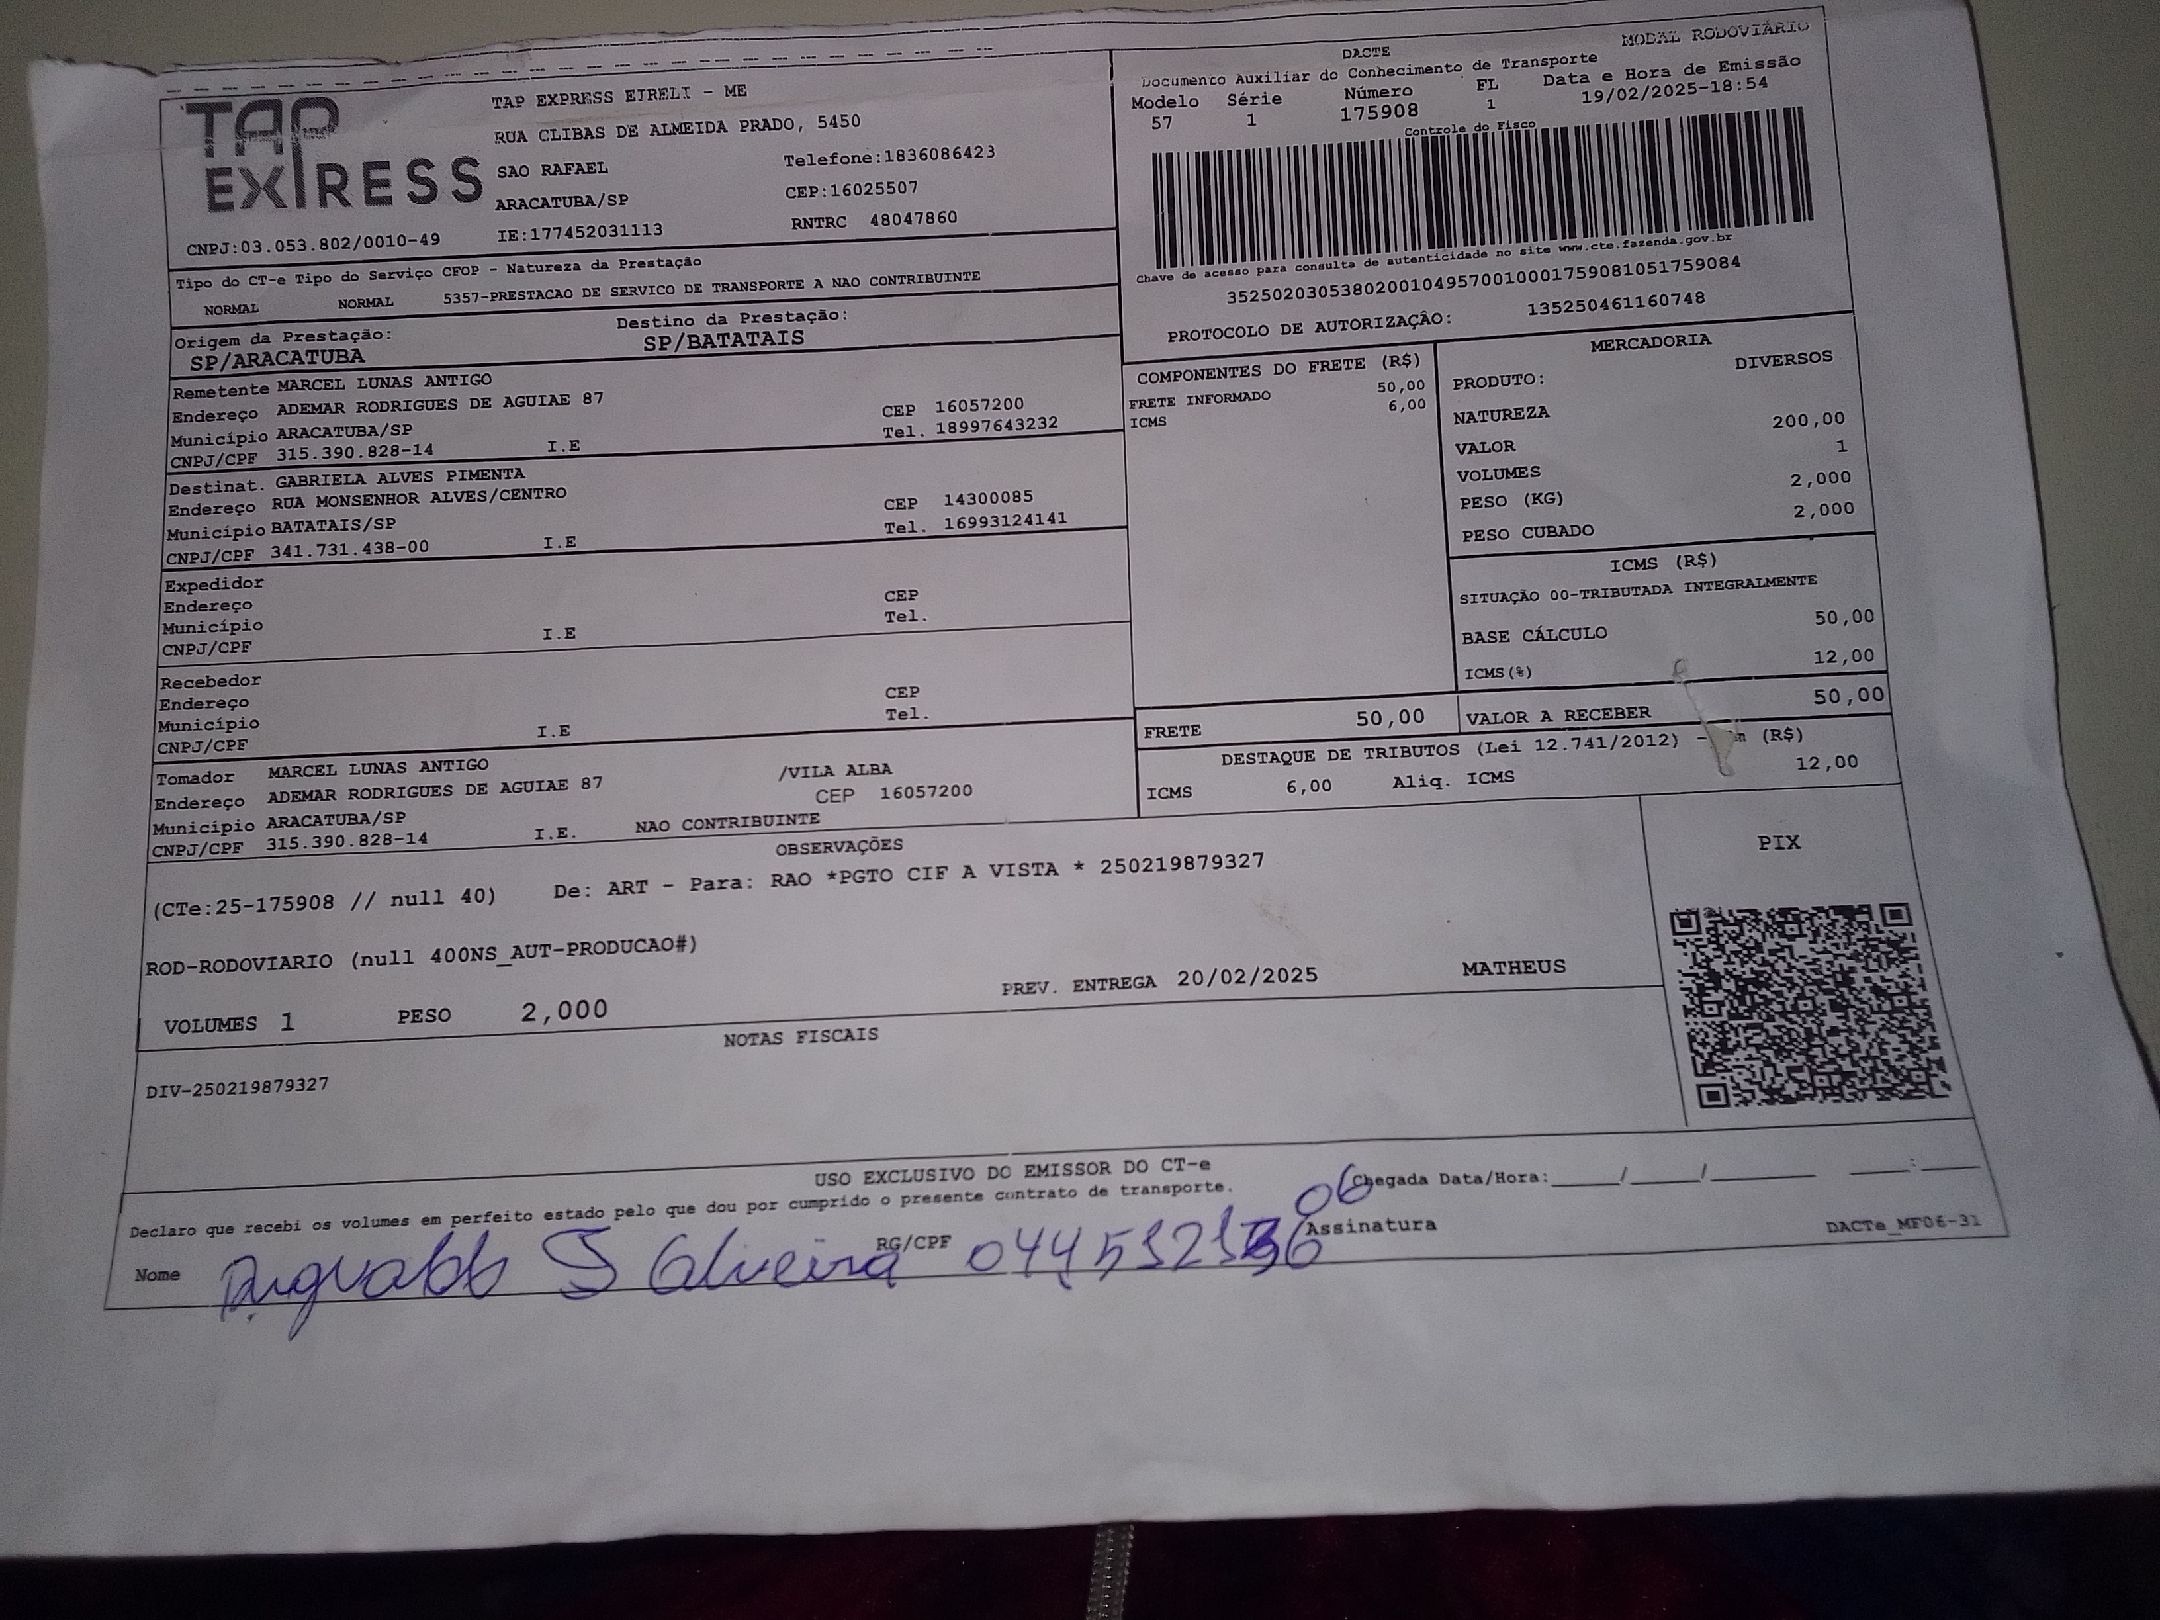 TAP
EXPRESS
CNPJ:03.053.802/0010-49
TAP EXPRESS EIRELI - ME
RUA CLIBAS DE ALMEIDA PRADO, 5450
SAO RAFAEL Telefone:1836086423
ARACATUBA/SP CEP:16025507
IE:177452031113 RNTRC 48047860
MODAL RODOVIÁRIO
DACTE
Documento Auxiliar do Conhecimento de Transporte
Modelo Série Número FL Data e Hora de Emissão
57 1 175908 1 19/02/2025-18:54
Controle do Fisco
Chave de acesso para consulta de autenticidade no site www.cte.fazenda.gov.br
35250203053802001049570010001759081051759084
PROTOCOLO DE AUTORIZAÇÃO: 135250461160748
Tipo do CT-e Tipo do Serviço CFOP - Natureza da Prestação
NORMAL NORMAL 5357-PRESTACAO DE SERVICO DE TRANSPORTE A NAO CONTRIBUINTE
Origem da Prestação: Destino da Prestação:
SP/ARACATUBA SP/BATATAIS
Remetente MARCEL LUNAS ANTIGO
Endereço ADEMAR RODRIGUES DE AGUIAE 87 CEP 16057200
Município ARACATUBA/SP Tel. 18997643232
CNPJ/CPF 315.390.828-14 I.E
Destinat. GABRIELA ALVES PIMENTA
Endereço RUA MONSENHOR ALVES/CENTRO CEP 14300085
Município BATATAIS/SP Tel. 16993124141
CNPJ/CPF 341.731.438-00 I.E
Expedidor
Endereço CEP
Município Tel.
CNPJ/CPF I.E
Recebedor
Endereço CEP
Município Tel.
CNPJ/CPF I.E
Tomador MARCEL LUNAS ANTIGO /VILA ALBA
Endereço ADEMAR RODRIGUES DE AGUIAE 87 CEP 16057200
Município ARACATUBA/SP
CNPJ/CPF 315.390.828-14 I.E. NAO CONTRIBUINTE
COMPONENTES DO FRETE (R$)
FRETE INFORMADO 50,00
ICMS 6,00
MERCADORIA
PRODUTO: DIVERSOS
NATUREZA
VALOR 200,00
VOLUMES 1
PESO (KG) 2,000
PESO CUBADO 2,000
ICMS (R$)
SITUAÇÃO 00-TRIBUTADA INTEGRALMENTE
BASE CÁLCULO 50,00
ICMS(%) 12,00
FRETE 50,00 VALOR A RECEBER 50,00
DESTAQUE DE TRIBUTOS (Lei 12.741/2012) - (R$)
ICMS 6,00 Aliq. ICMS 12,00
OBSERVAÇÕES
(CTe:25-175908 // null 40) De: ART - Para: RAO *PGTO CIF A VISTA * 250219879327
ROD-RODOVIARIO (null 400NS_AUT-PRODUCAO#)
PREV. ENTREGA 20/02/2025 MATHEUS
VOLUMES 1 PESO 2,000
PIX
NOTAS FISCAIS
DIV-250219879327
USO EXCLUSIVO DO EMISSOR DO CT-e
Declaro que recebi os volumes em perfeito estado pelo que dou por cumprido o presente contrato de transporte.
Chegada Data/Hora:_____/_____/________ _____:_____
Nome S Oliveira RG/CPF Assinatura
06
DACTe_MF06-31